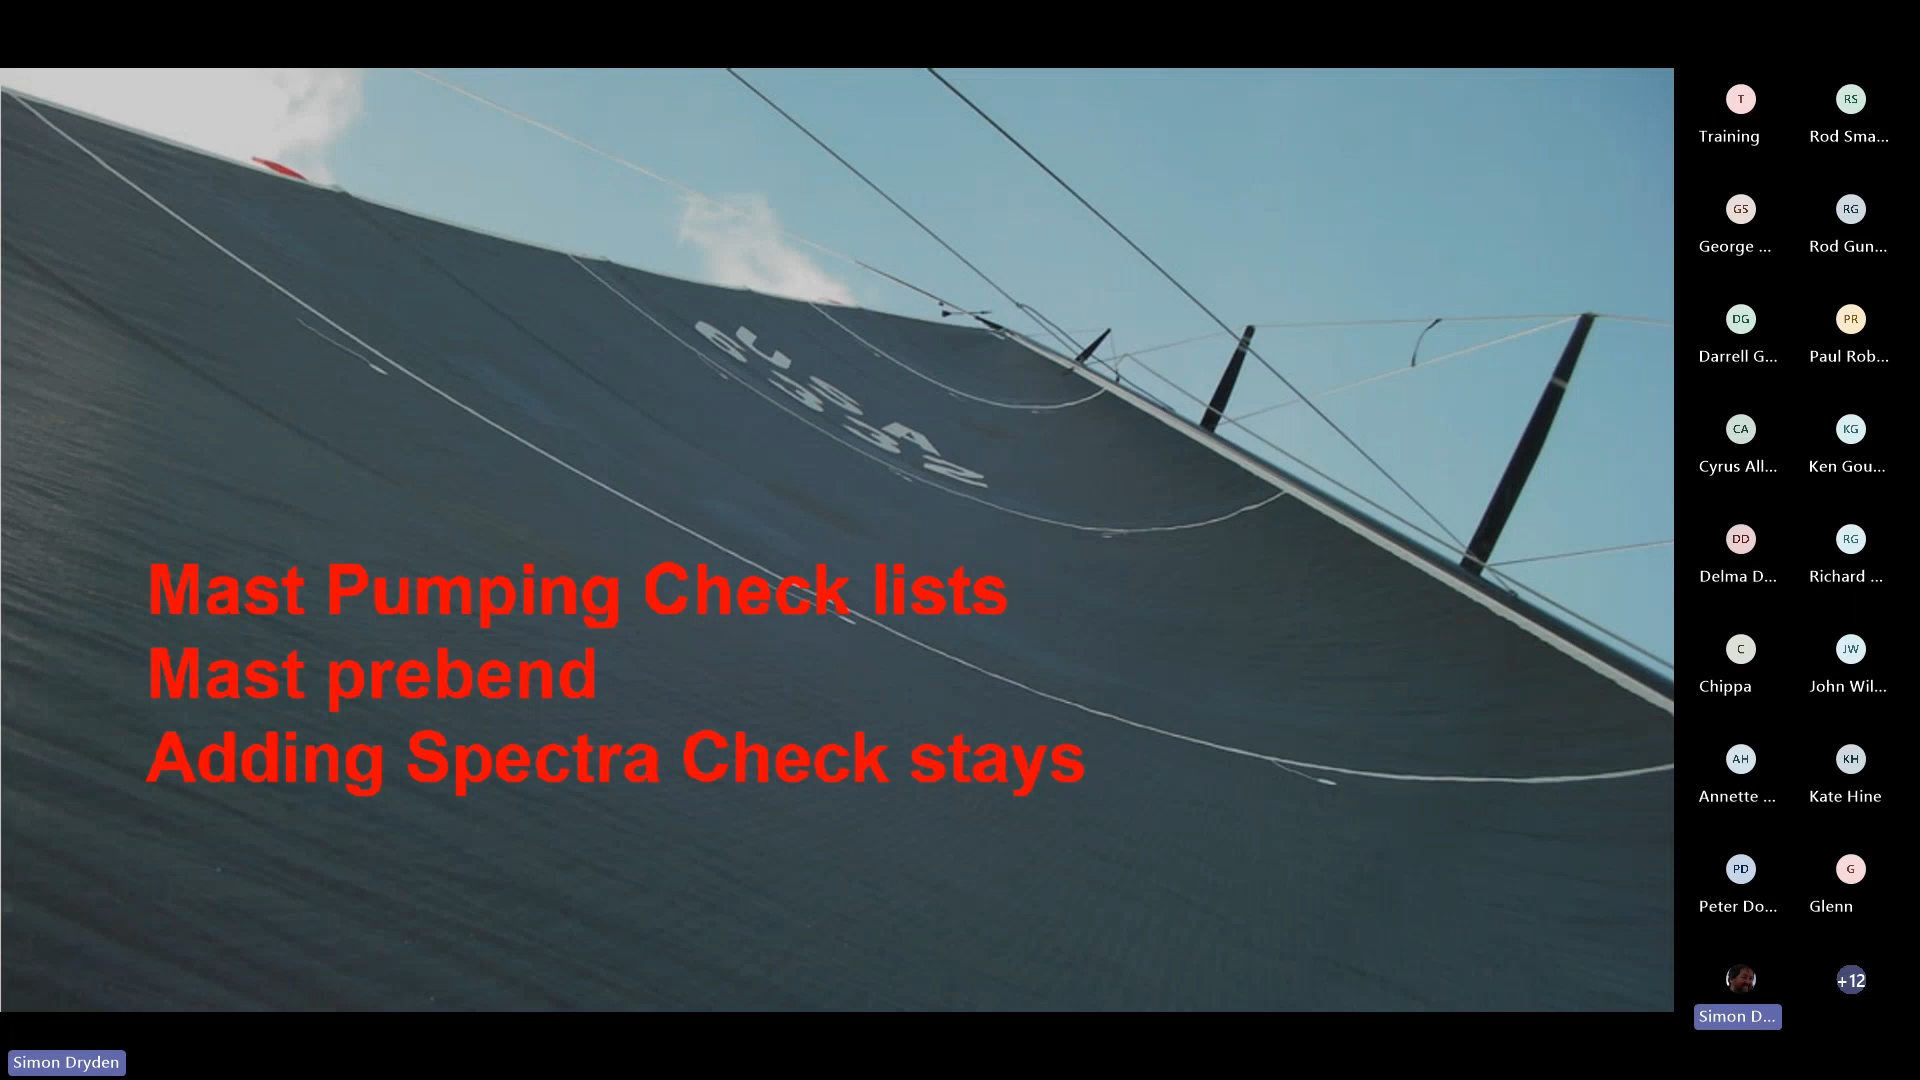 USA
6332
Mast Pumping Check lists
Mast prebend
Adding Spectra Check stays
T
Training
RS
Rod Sma...
GS
George ...
RG
Rod Gun...
DG
Darrell G...
PR
Paul Rob...
CA
Cyrus All...
KG
Ken Gou...
DD
Delma D...
RG
Richard ...
C
Chippa
JW
John Wil...
AH
Annette ...
KH
Kate Hine
PD
Peter Do...
G
Glenn
+12
Simon D...
Simon Dryden